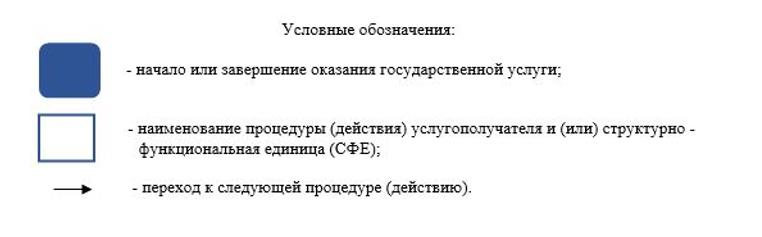 Условные обозначения:
- начало или завершение оказания государственной услуги;
- наименование процедуры (действия) услугополучателя и (или) структурно -
функциональная единица (СФЕ);
- переход к следующей процедуре (действию).